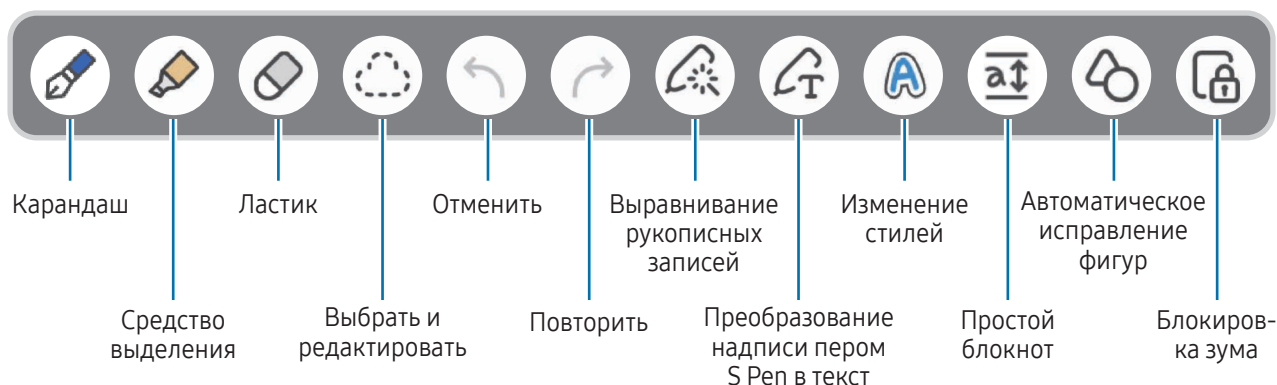 Карандаш
Ластик
Отменить
Выравнивание
рукописных
записей
Изменение
стилей
Автоматическое
исправление
фигур
Средство
выделения
Выбрать и
редактировать
Повторить
Преобразование
надписи пером
S Pen в текст
Простой
блокнот
Блокиров-
ка зума